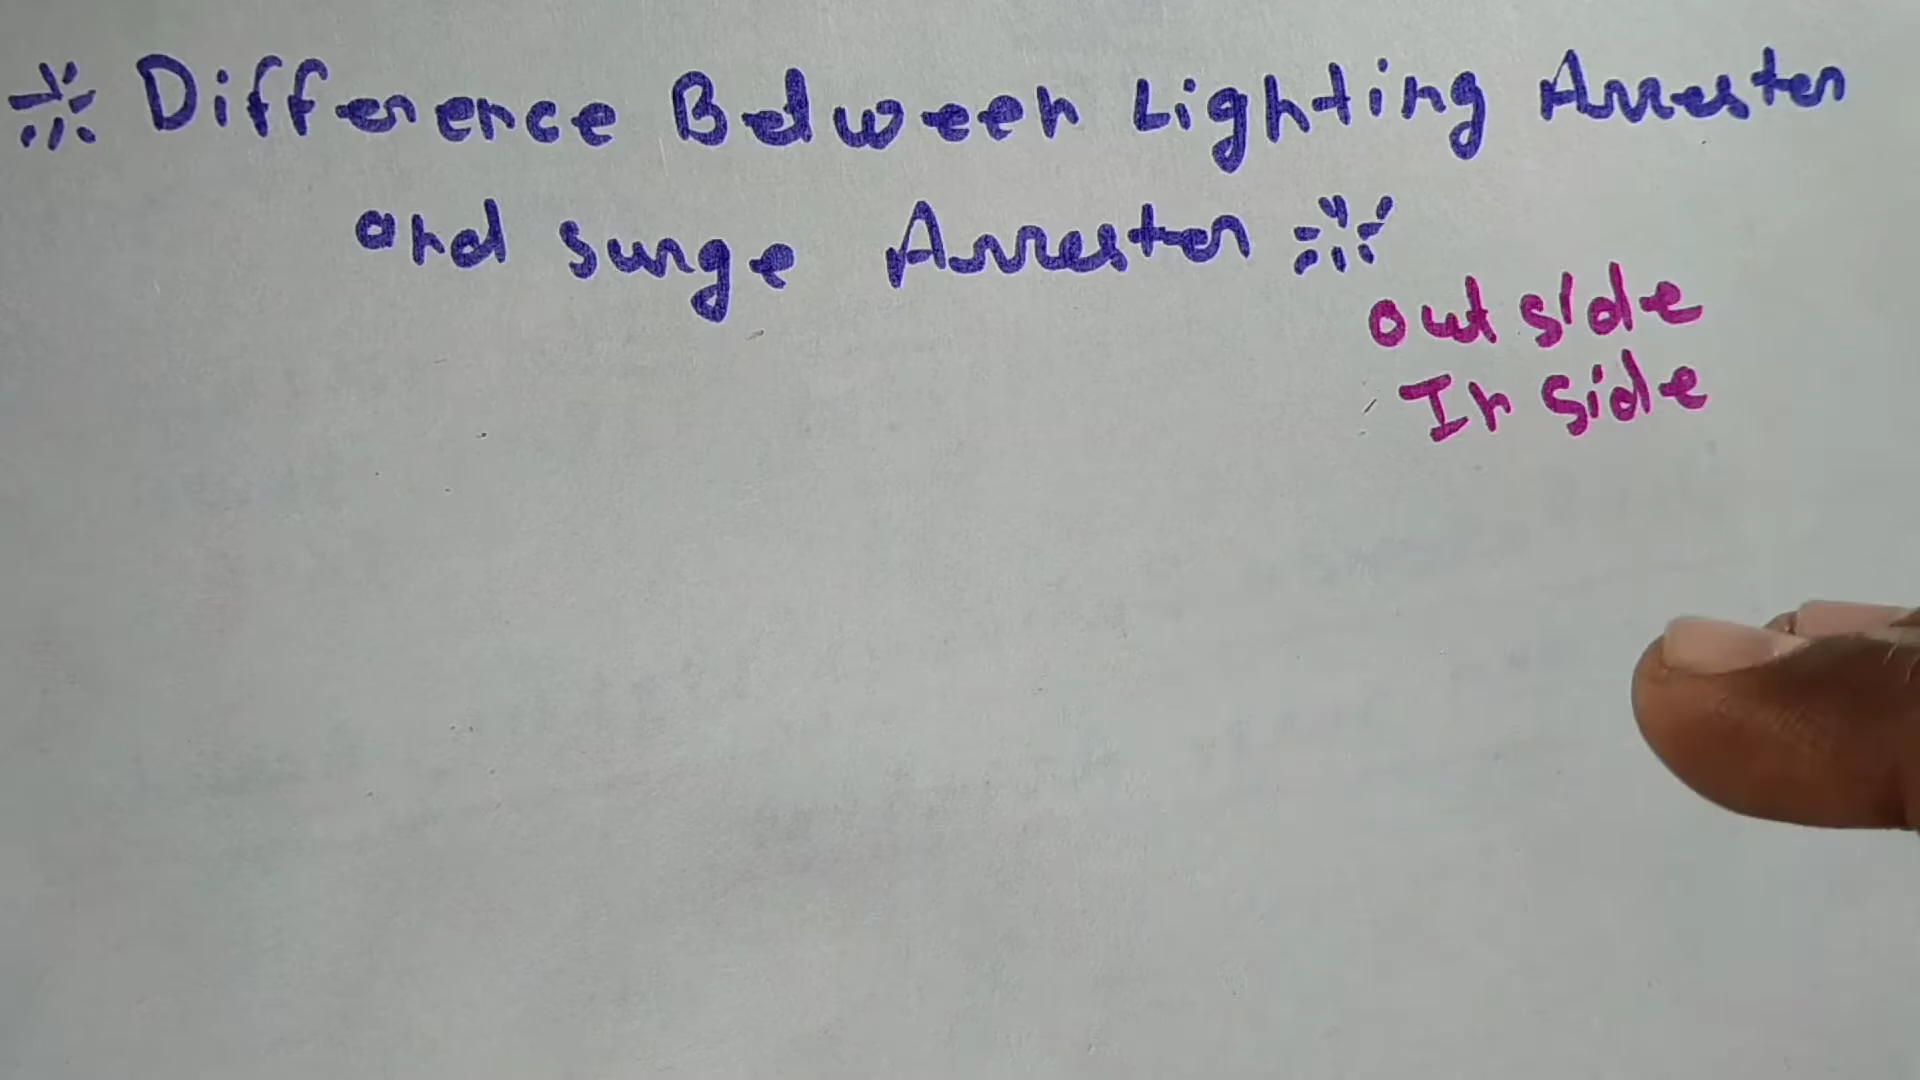 Difference Between Lighting Arrester
and Surge Arrester
out side
In side